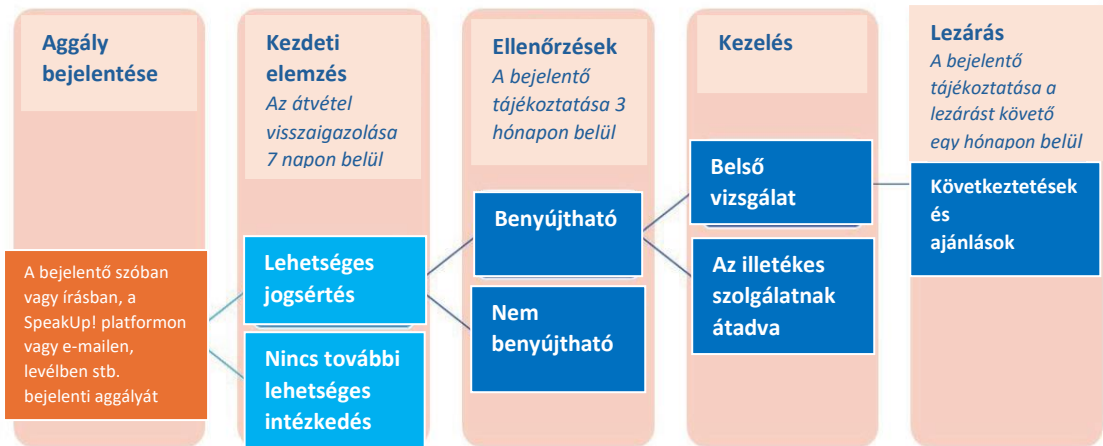 Aggály
bejelentése
A bejelentő szóban
vagy írásban, a
SpeakUp! platformon
vagy e-mailen,
levélben stb.
bejelenti aggályát
Kezdeti
elemzés
Az átvétel
visszaigazolása
7 napon belül
Lehetséges
jogsértés
Nincs további
lehetséges
intézkedés
Ellenőrzések
A bejelentő
tájékoztatása 3
hónapon belül
Benyújtható
Nem
benyújtható
Kezelés
Belső
vizsgálat
Az illetékes
szolgálatnak
átadva
Lezárás
A bejelentő
tájékoztatása a
lezárást követő
egy hónapon belül
Következtetések
és
ajánlások